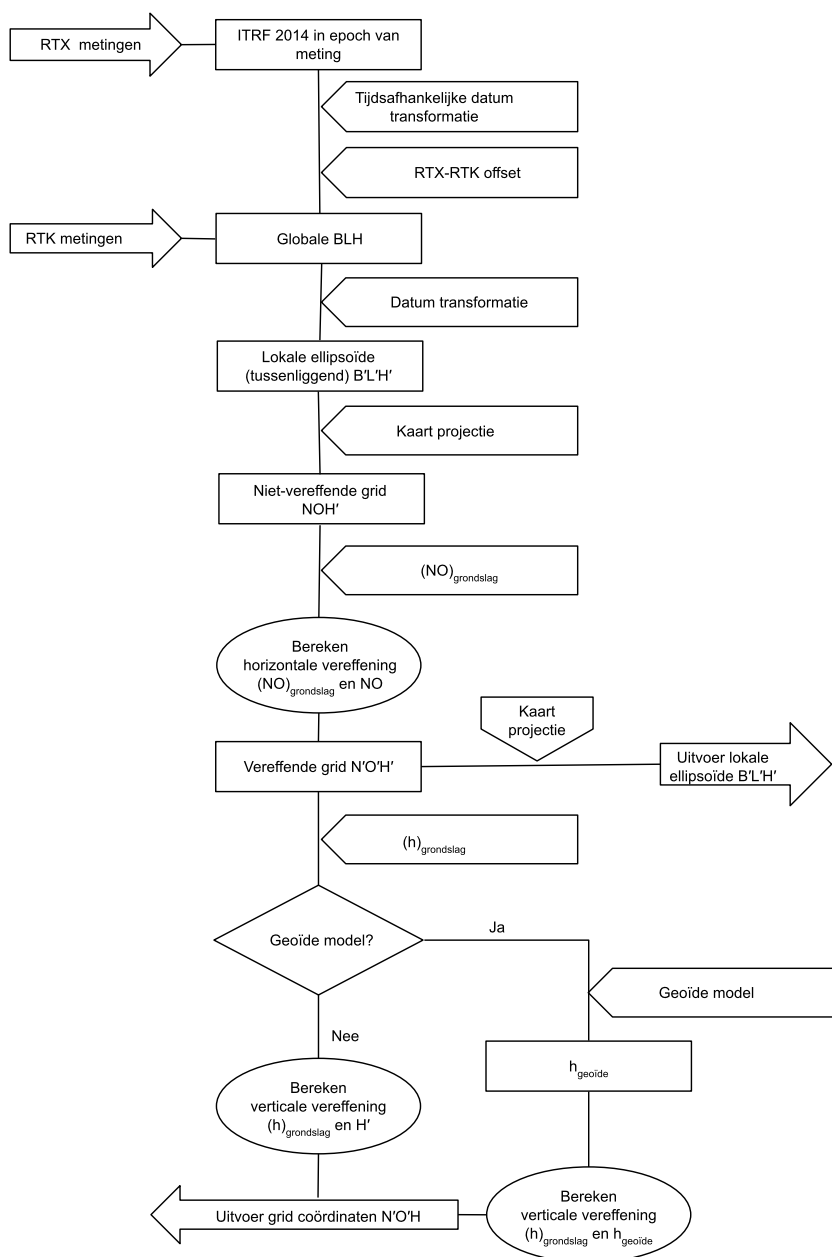 RTX metingen
ITRF 2014 in epoch van
meting
Tijdsafhankelijke datum
transformatie
RTX-RTK offset
RTK metingen
Globale BLH
Datum transformatie
Lokale ellipsoïde
(tussenliggend) B'L'H'
Kaart projectie
Niet-vereffende grid
NOH'
(NO)grondslag
Bereken
horizontale vereffening
(NO)grondslag en NO
Kaart
projectie
Vereffende grid N'O'H'
Uitvoer lokale
ellipsoïde B'L'H'
(h)grondslag
Geoïde model?
Ja
Geoïde model
Nee
hgeoïde
Bereken
verticale vereffening
(h)grondslag en H'
Uitvoer grid coördinaten N'O'H
Bereken
verticale vereffening
(h)grondslag en hgeoïde